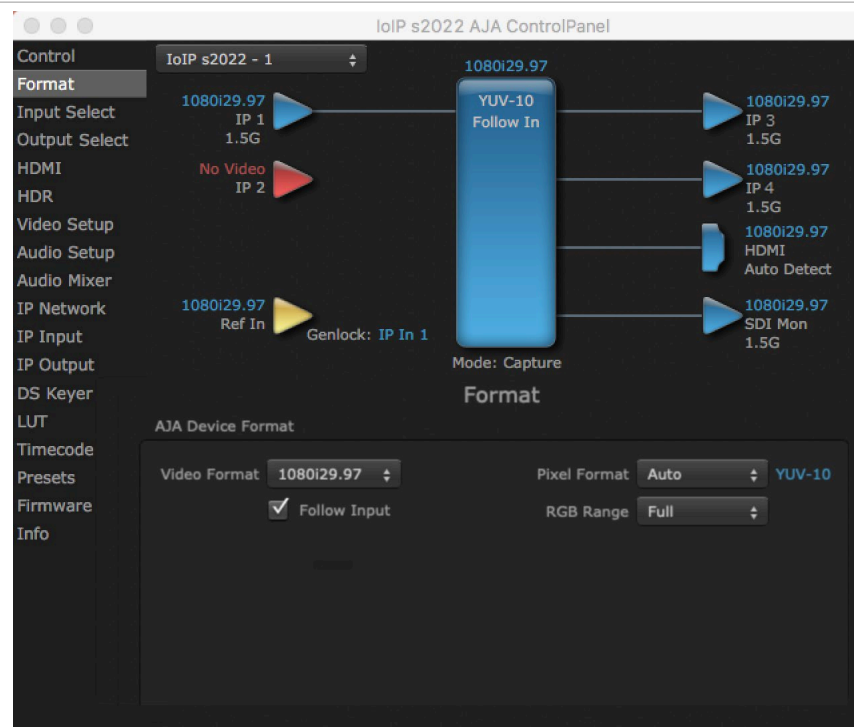 IoIP s2022 AJA ControlPanel
Control
Format
Input Select
Output Select
HDMI
HDR
Video Setup
Audio Setup
Audio Mixer
IP Network
IP Input
IP Output
DS Keyer
LUT
Timecode
Presets
Firmware
Info
IoIP s2022 - 1
1080i29.97
IP 1
1.5G
No Video
IP 2
1080i29.97
Ref In
Genlock: IP In 1
1080i29.97
YUV-10
Follow In
Mode: Capture
1080i29.97
IP 3
1.5G
1080i29.97
IP 4
1.5G
1080i29.97
HDMI
Auto Detect
1080i29.97
SDI Mon
1.5G
Format
AJA Device Format
Video Format 1080i29.97
Follow Input
Pixel Format Auto YUV-10
RGB Range Full